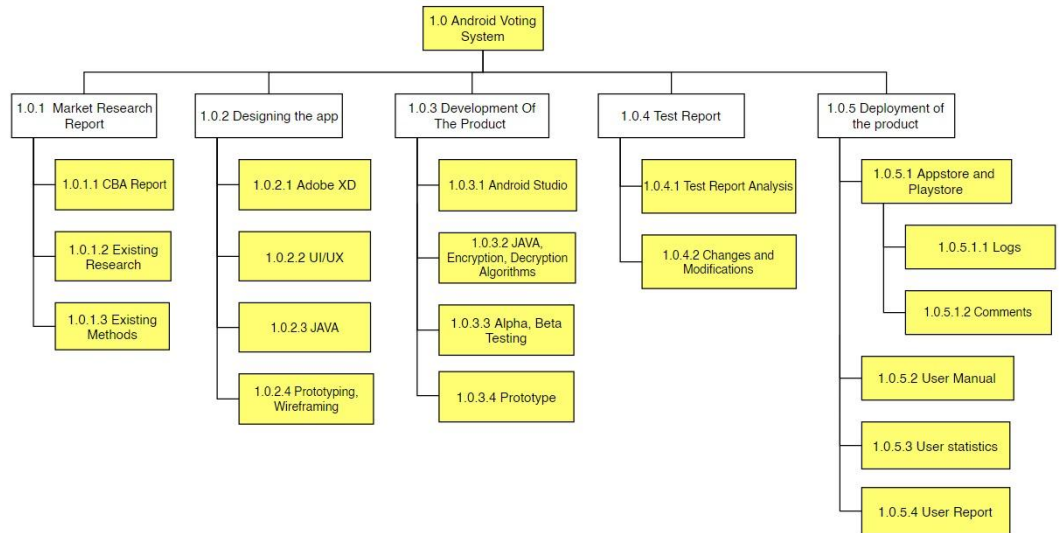 1.0 Android Voting
System
1.0.1 Market Research
Report
1.0.1.1 CBA Report
1.0.1.2 Existing
Research
1.0.1.3 Existing
Methods
1.0.2 Designing the app
1.0.2.1 Adobe XD
1.0.2.2 UI/UX
1.0.2.3 JAVA
1.0.2.4 Prototyping,
Wireframing
1.0.3 Development Of
The Product
1.0.3.1 Android Studio
1.0.3.2 JAVA,
Encryption, Decryption
Algorithms
1.0.3.3 Alpha, Beta
Testing
1.0.3.4 Prototype
1.0.4 Test Report
1.0.4.1 Test Report Analysis
1.0.4.2 Changes and
Modifications
1.0.5 Deployment of
the product
1.0.5.1 Appstore and
Playstore
1.0.5.1.1 Logs
1.0.5.1.2 Comments
1.0.5.2 User Manual
1.0.5.3 User statistics
1.0.5.4 User Report